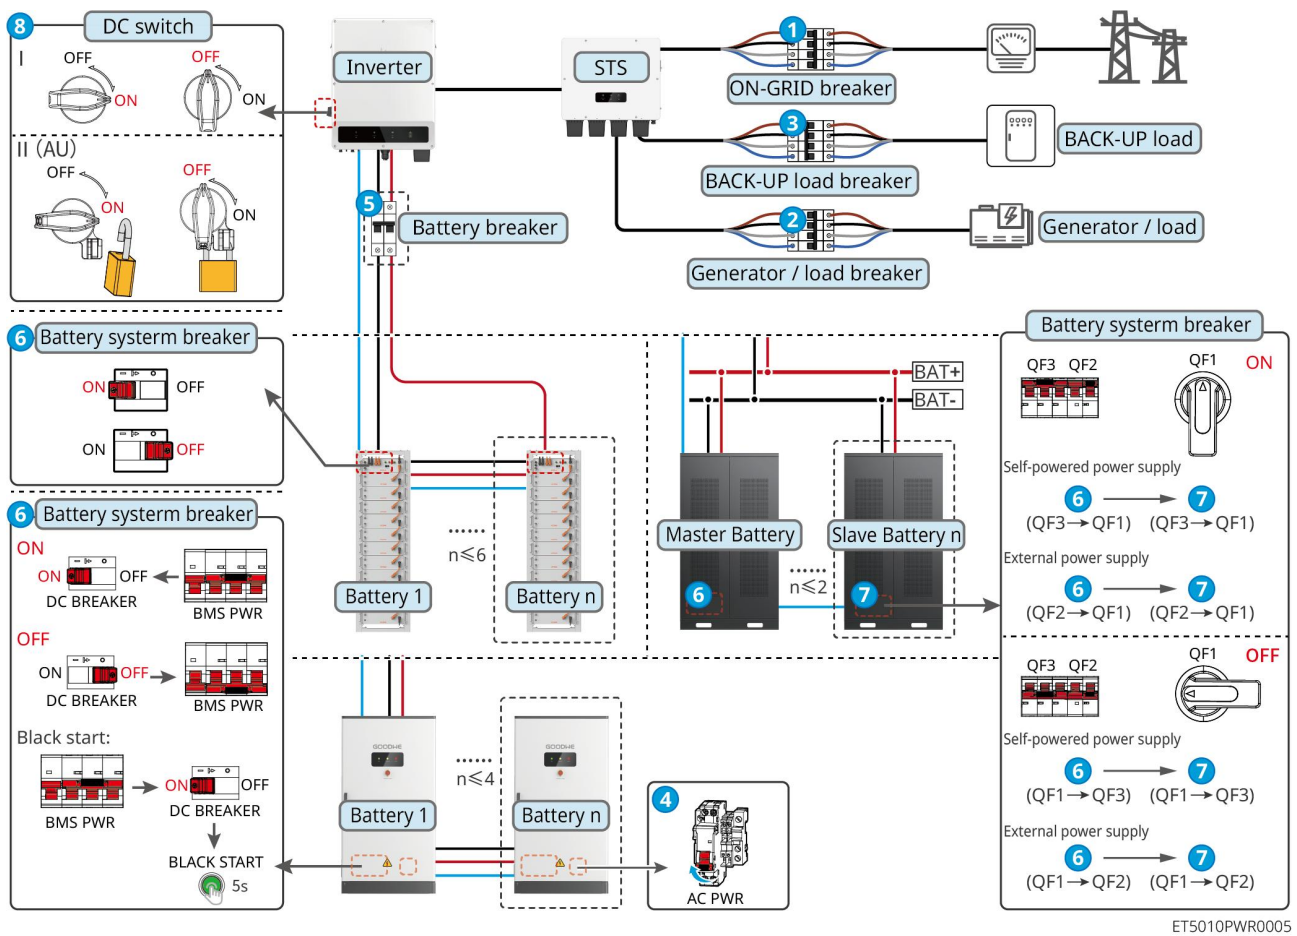 8
DC switch
I
OFF
ON
OFF
ON
II (AU)
OFF
ON
OFF
ON
Inverter
STS
1
ON-GRID breaker
3
BACK-UP load breaker
BACK-UP load
2
Generator / load breaker
Generator / load
5
Battery breaker
6
Battery systerm breaker
ON
OFF
ON
OFF
6
Battery systerm breaker
ON
ON
OFF
DC BREAKER
BMS PWR
OFF
ON
OFF
DC BREAKER
BMS PWR
Black start:
BMS PWR
ON
OFF
DC BREAKER
BLACK START
5s
Battery 1
......
n≤6
Battery n
BAT+
BAT-
Master Battery
6
......
n≤2
Slave Battery n
7
GOODWE
Battery 1
......
n≤4
GOODWE
Battery n
4
AC PWR
Battery systerm breaker
QF3 QF2
QF1
ON
Self-powered power supply
6 → 7
(QF3→QF1) (QF3→QF1)
External power supply
6 → 7
(QF2→QF1) (QF2→QF1)
QF3 QF2
QF1
OFF
Self-powered power supply
6 → 7
(QF1→QF3) (QF1→QF3)
External power supply
6 → 7
(QF1→QF2) (QF1→QF2)
ET5010PWR0005